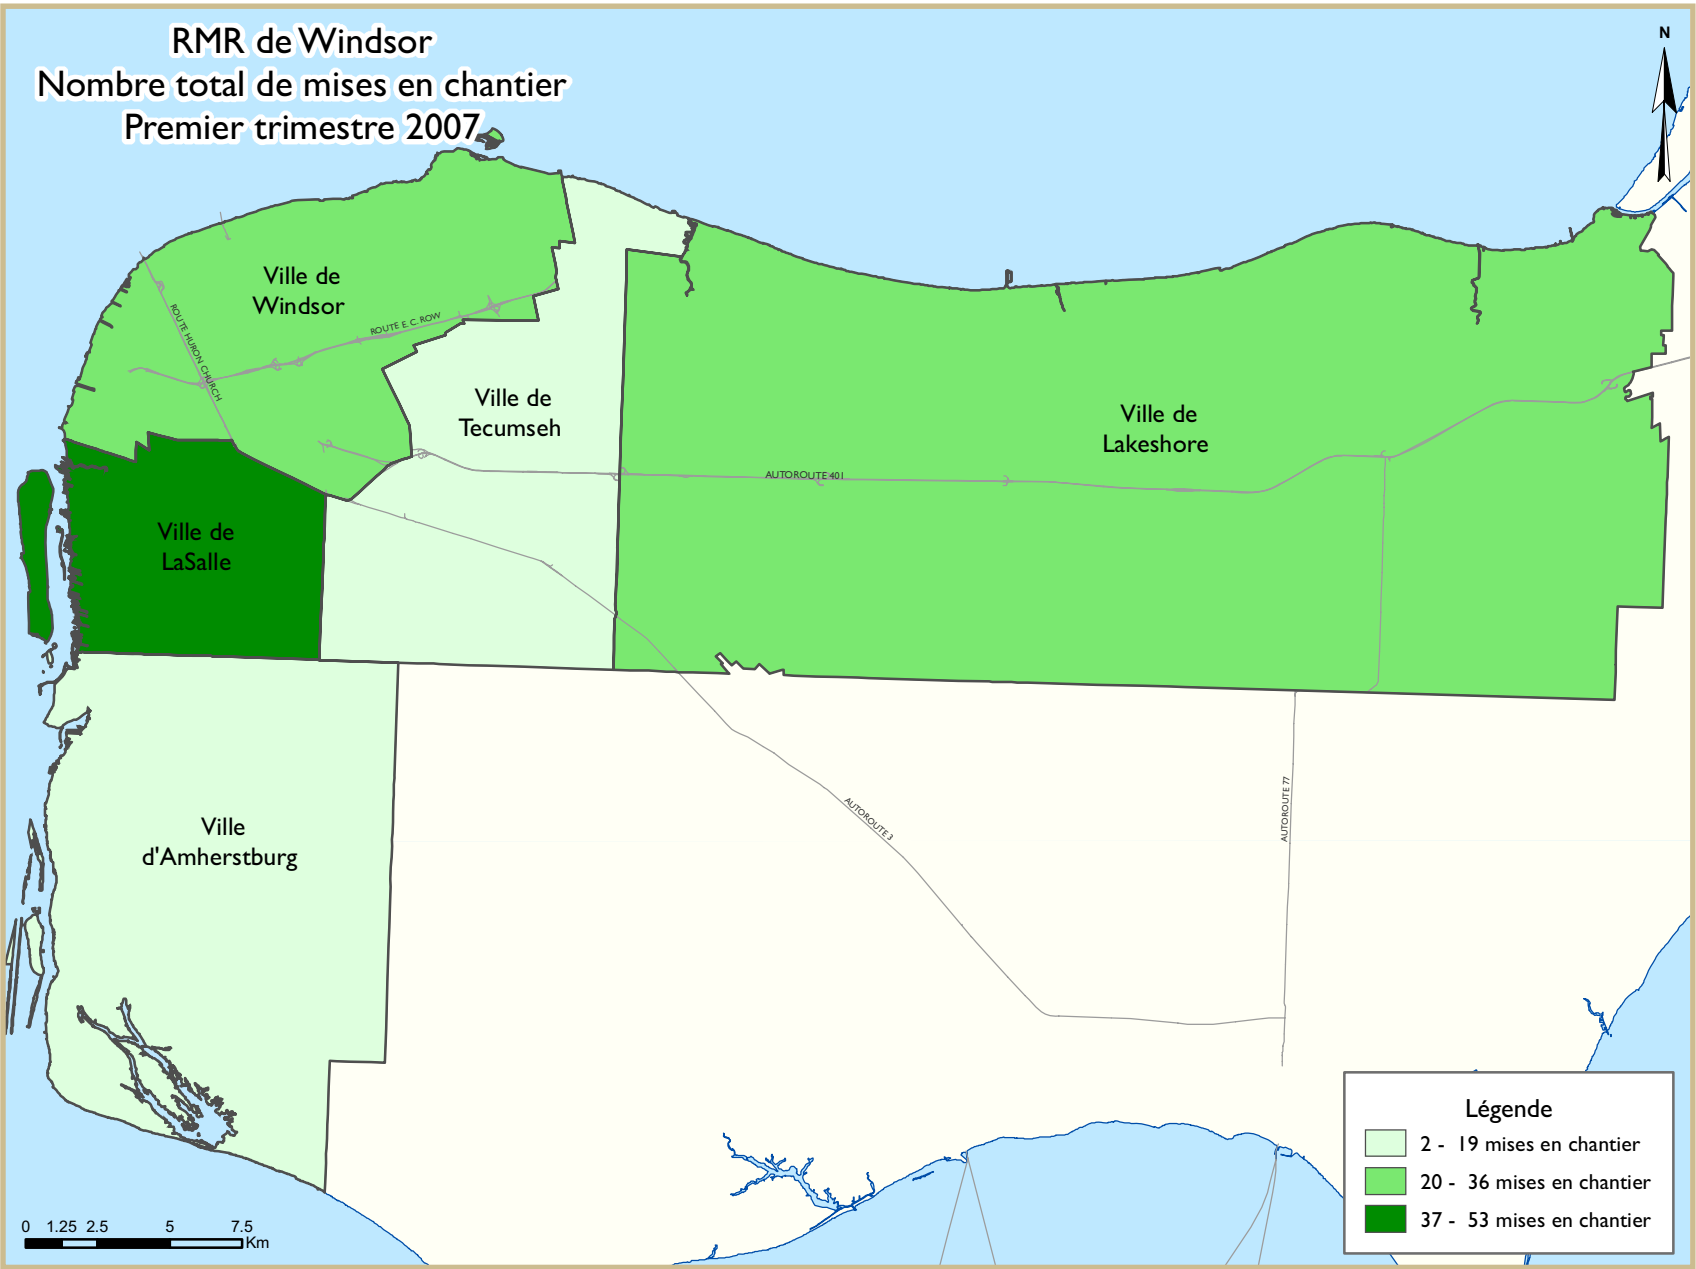 RMR de Windsor
Nombre total de mises en chantier
Premier trimestre 2007
N
Ville de
Windsor
ROUTE HURON CHURCH
ROUTE E. C. ROW
Ville de
Tecumseh
Ville de
Lakeshore
AUTOROUTE 401
Ville de
LaSalle
Ville
d'Amherstburg
AUTOROUTE 3
AUTOROUTE 77
Légende
2 - 19 mises en chantier
20 - 36 mises en chantier
37 - 53 mises en chantier
0 1.25 2.5 5 7.5
Km